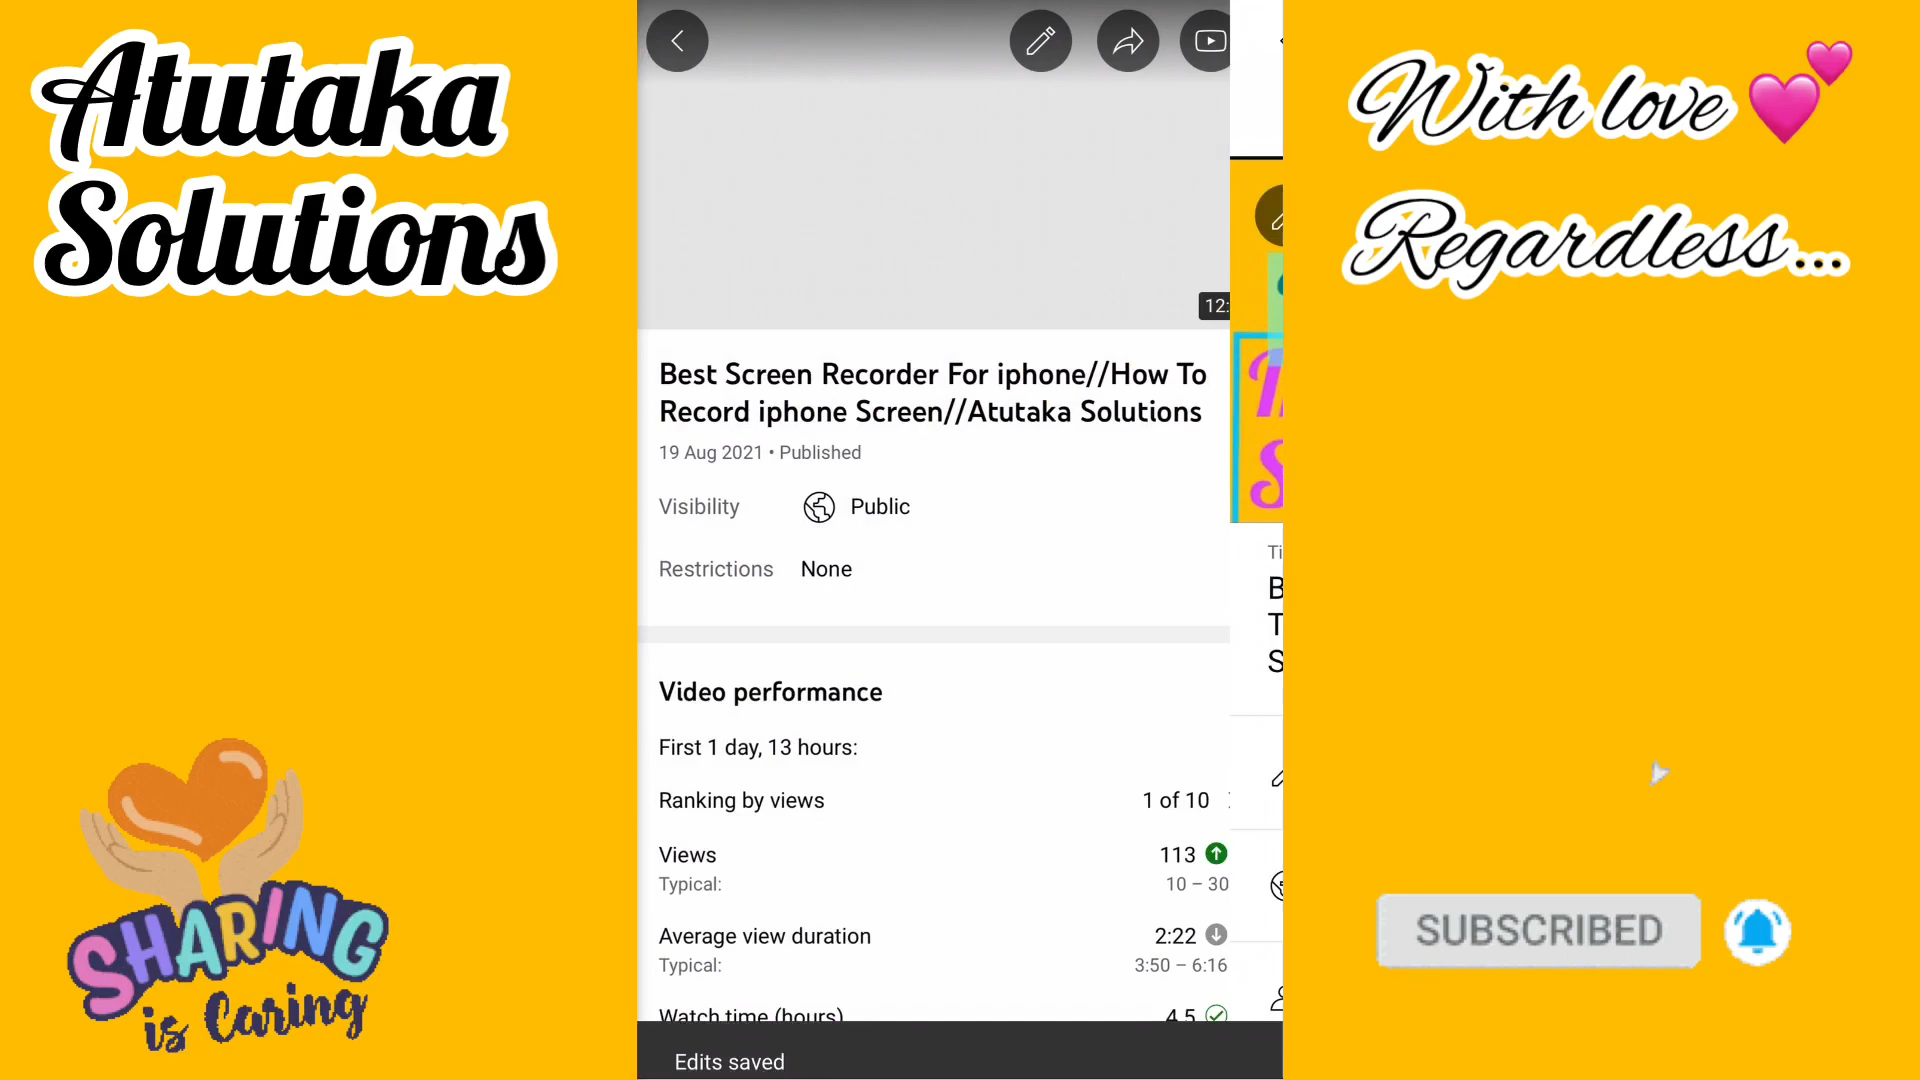 Atutaka
Solutions
With love
Regardless...
12:
Best Screen Recorder For iphone//How To
Record iphone Screen//Atutaka Solutions
19 Aug 2021 • Published
Visibility Public
Restrictions None
Video performance
First 1 day, 13 hours:
Ranking by views 1 of 10
Views 113
Typical: 10 – 30
Average view duration 2:22
Typical: 3:50 – 6:16
Watch time (hours) 4.5
Edits saved
Ti
B
T
S
SHARING
is Caring
SUBSCRIBED